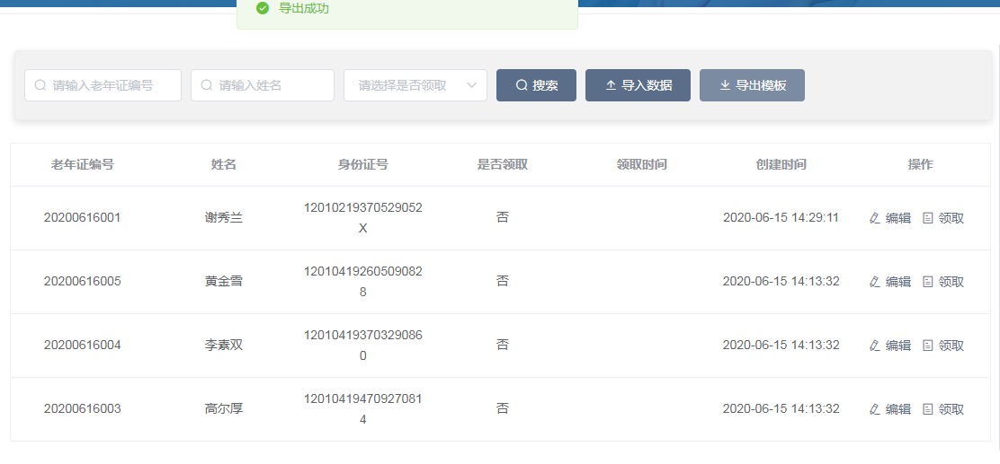 导出成功
请输入老年证编号 请输入姓名 请选择是否领取 搜索 导入数据 导出模板
老年证编号 姓名 身份证号 是否领取 领取时间 创建时间 操作
20200616001 谢秀兰 12010219370529052X 否 2020-06-15 14:29:11 编辑 领取
20200616005 黄金雪 120104192605090828 否 2020-06-15 14:13:32 编辑 领取
20200616004 李素双 120104193703290860 否 2020-06-15 14:13:32 编辑 领取
20200616003 高尔厚 120104194709270814 否 2020-06-15 14:13:32 编辑 领取